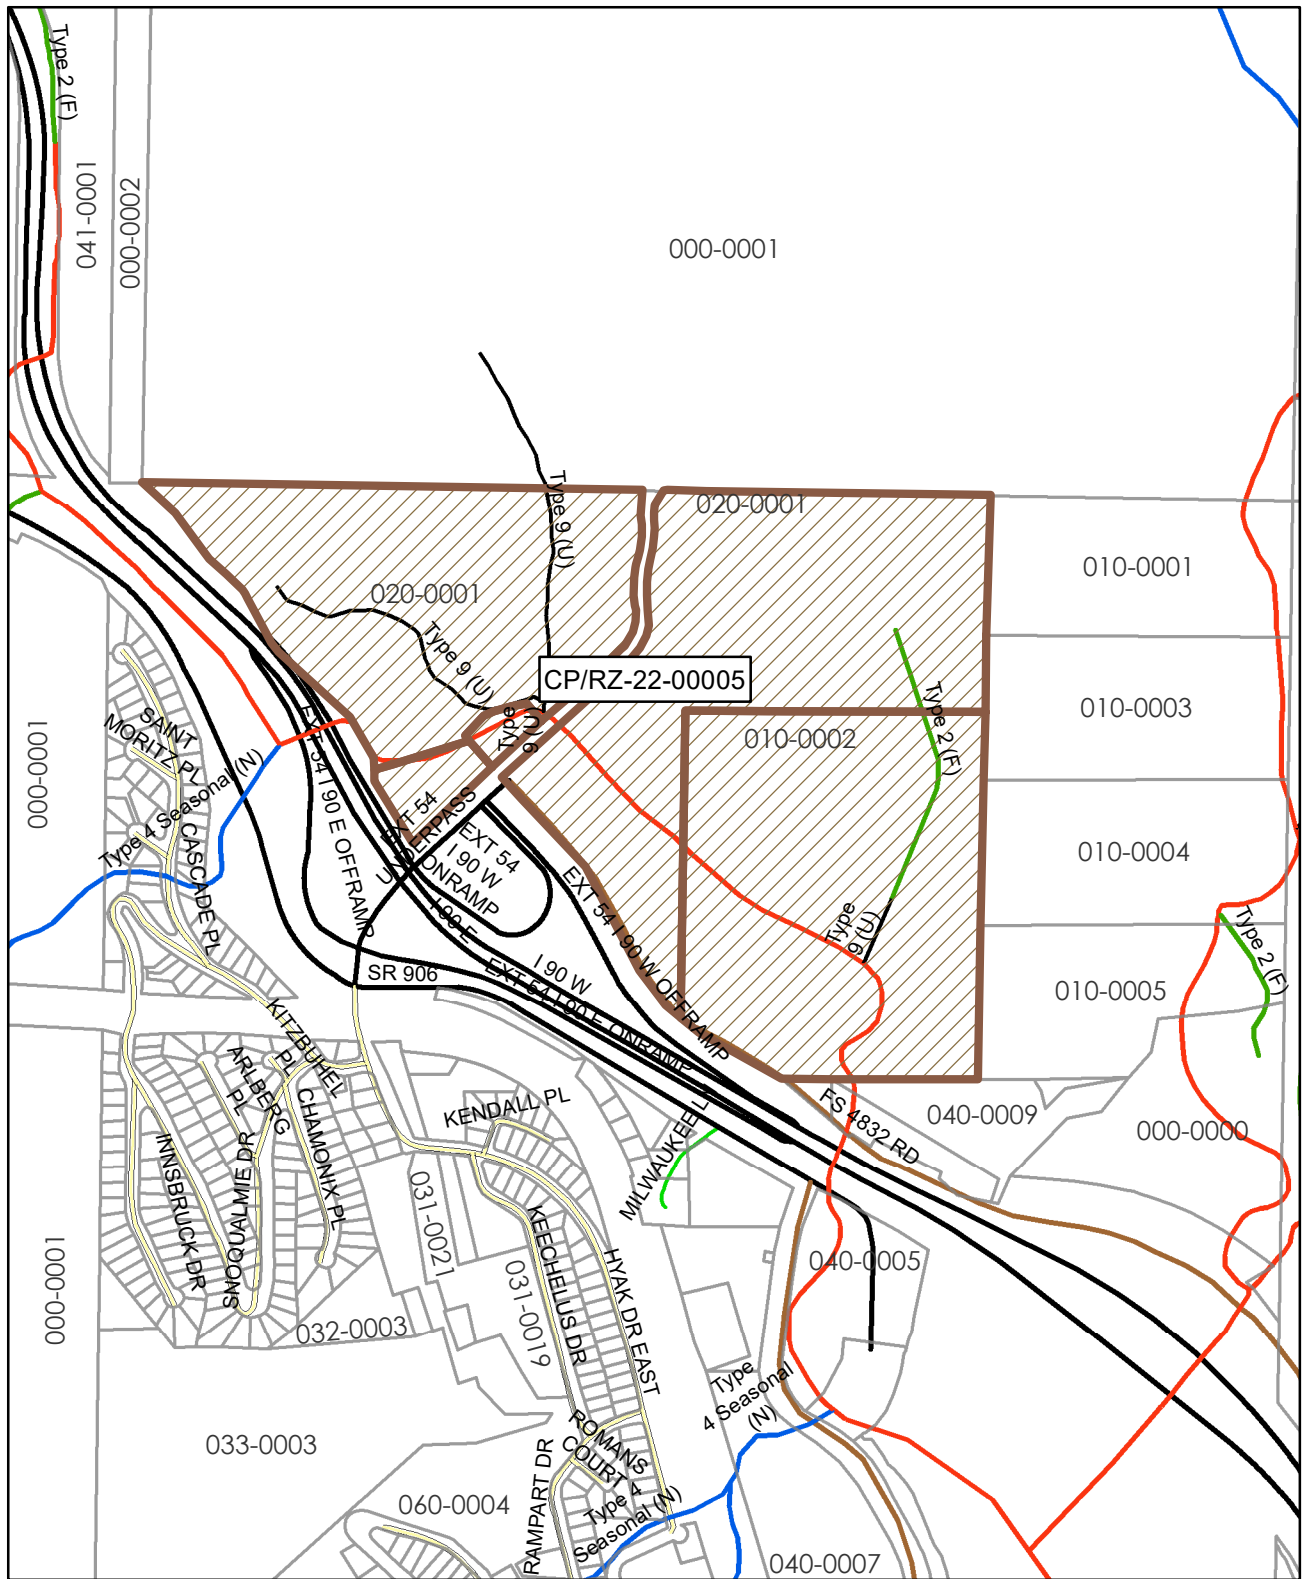 Type 2 (F)
041-0001
000-0002
000-0001
Type 9 (U)
020-0001
020-0001
010-0001
Type 9 (U)
CP/RZ-22-00005
Type
9 (U)
Type 2 (F)
010-0003
010-0002
000-0001
SAINT
MORITZ PL
Type 4 Seasonal (N)
CASCADE PL
EXT 54 I 90 E OFFRAMP
EXT 54
UNDERPASS
I 90 W
ONRAMP
EXT 54
I 90 E
EXT 54 I 90 W OFFRAMP
010-0004
Type
9 (U)
Type 2 (F)
SR 906
I 90 W
EXT 54 I 90 E ONRAMP
010-0005
KITZBUHEL
PL
ARLBERG
PL
CHAMONIX PL
KENDALL PL
MILWAUKEE
FS 4832 RD
040-0009
000-0000
INNSBRUCK DR
SNOQUALMIE DR
031-0021
KEECHELUS DR
031-0019
HYAK DR EAST
040-0005
000-0001
032-0003
Type
4 Seasonal
(N)
033-0003
ROMANS
COURT
RAMPART DR
060-0004
Type 4
Seasonal (N)
040-0007